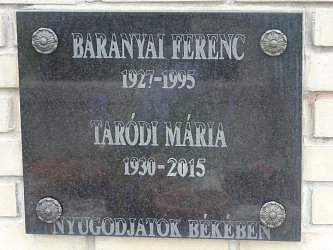 BARANYAI FERENC
1927-1995
TARÓDI MÁRIA
1930-2015
NYUGODJATOK BÉKÉBEN